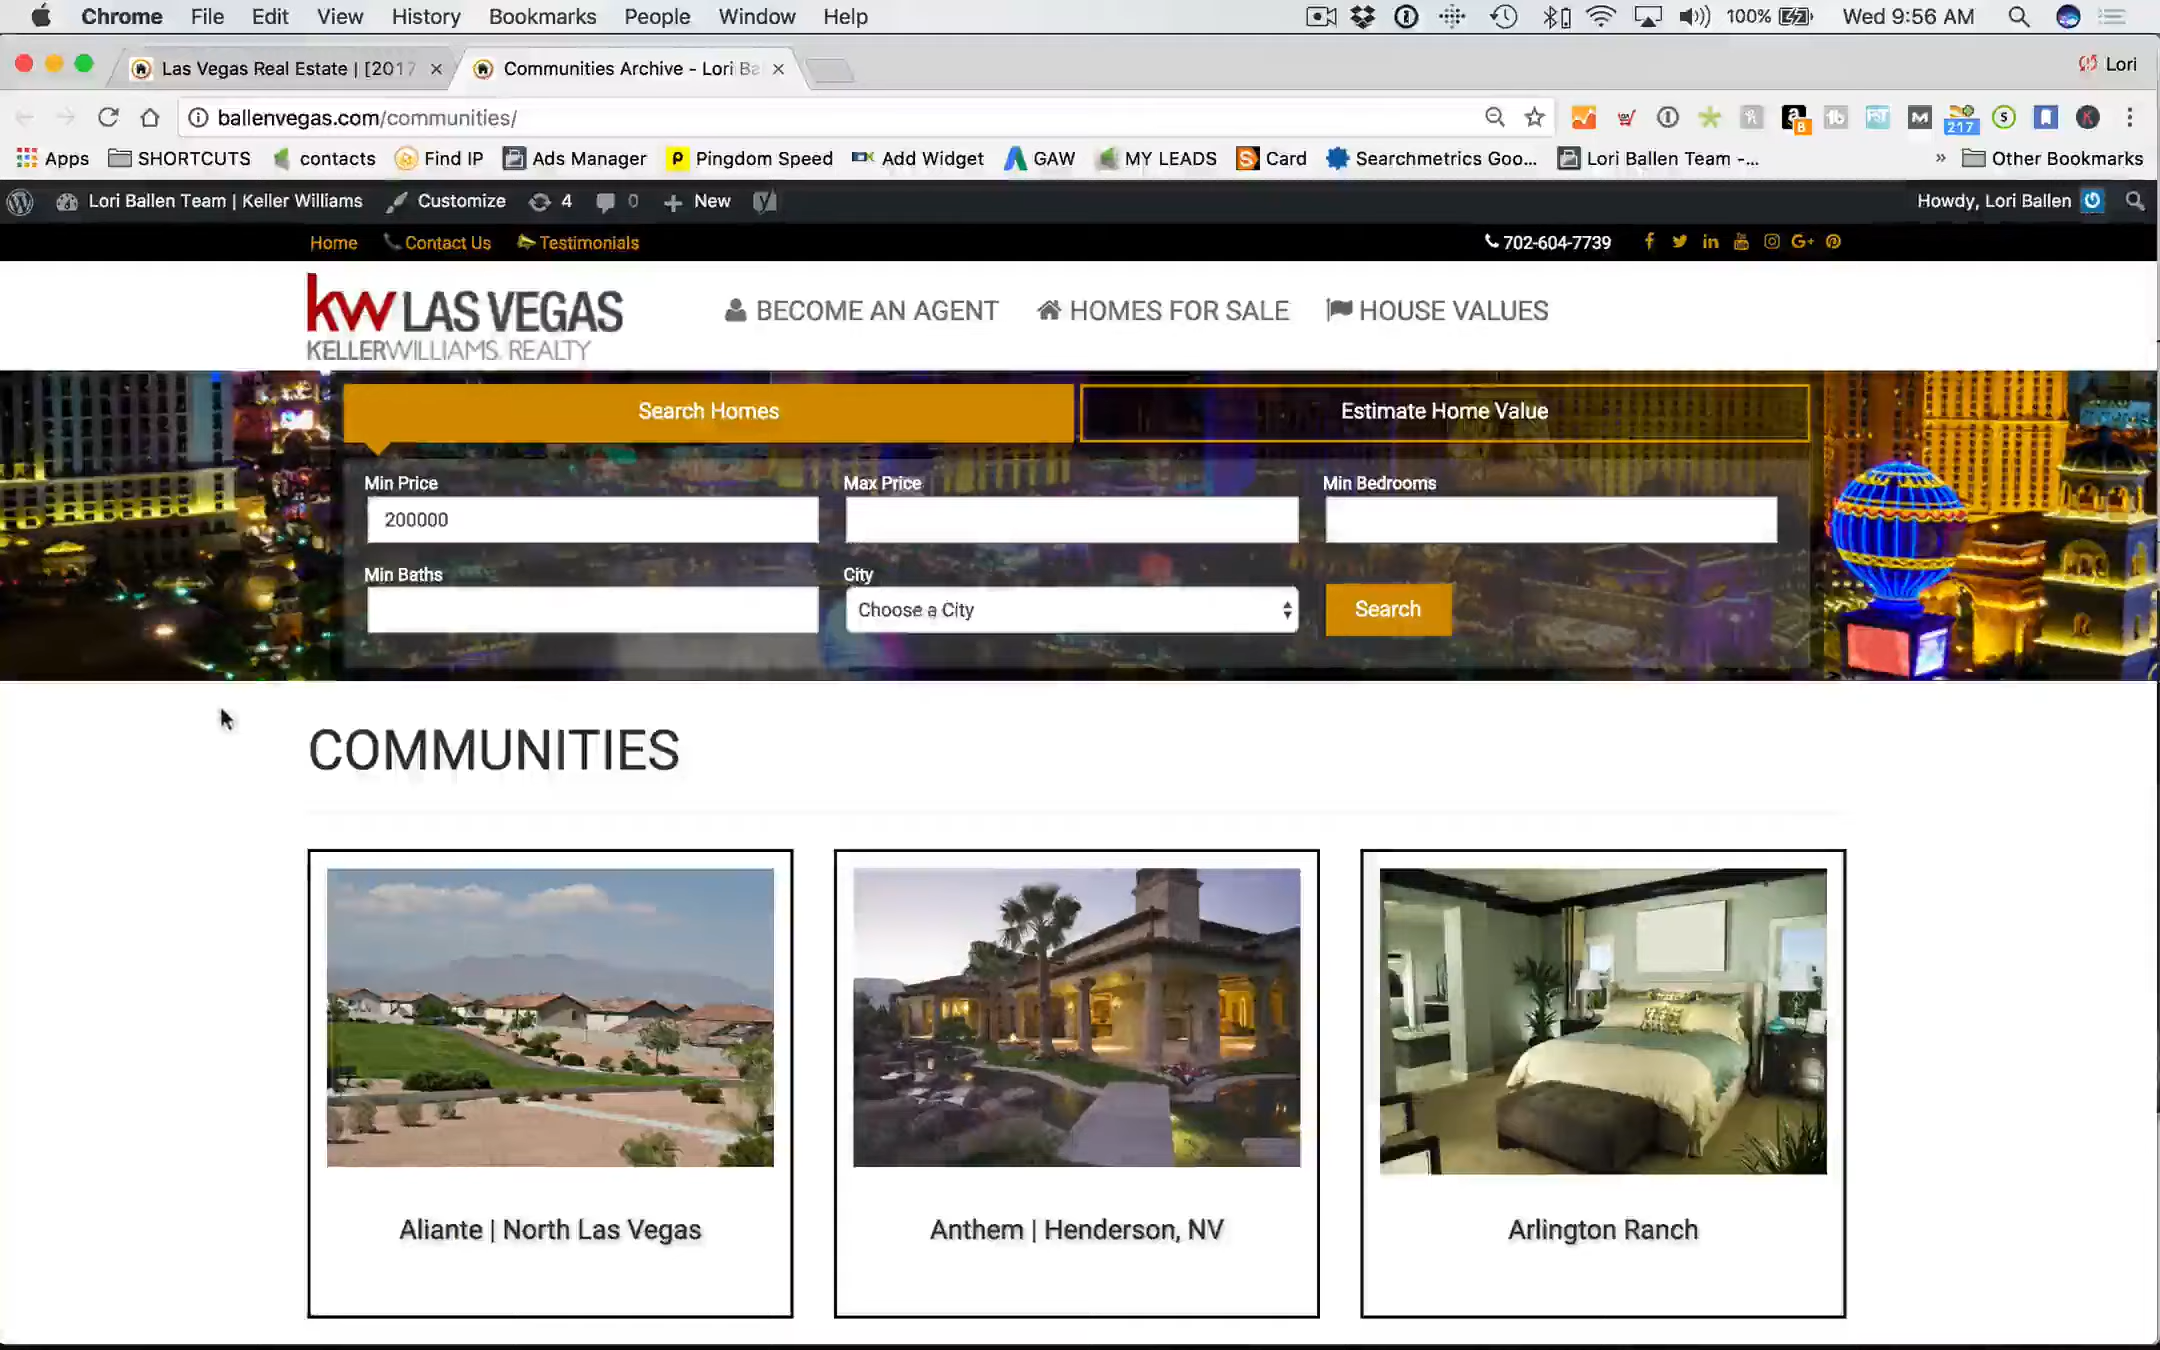 Chrome File Edit View History Bookmarks People Window Help 100% Wed 9:56 AM
Las Vegas Real Estate | [2017 Communities Archive - Lori Ba Lori
ballenvegas.com/communities/ 217
Apps SHORTCUTS contacts Find IP Ads Manager Pingdom Speed Add Widget GAW MY LEADS Card Searchmetrics Goo... Lori Ballen Team -... » Other Bookmarks
Lori Ballen Team | Keller Williams Customize 4 0 New Howdy, Lori Ballen
Home Contact Us Testimonials 702-604-7739
kw LAS VEGAS
KELLERWILLIAMS. REALTY
BECOME AN AGENT HOMES FOR SALE HOUSE VALUES
Search Homes Estimate Home Value
Min Price Max Price Min Bedrooms
200000
Min Baths City
Choose a City Search
COMMUNITIES
Aliante | North Las Vegas Anthem | Henderson, NV Arlington Ranch